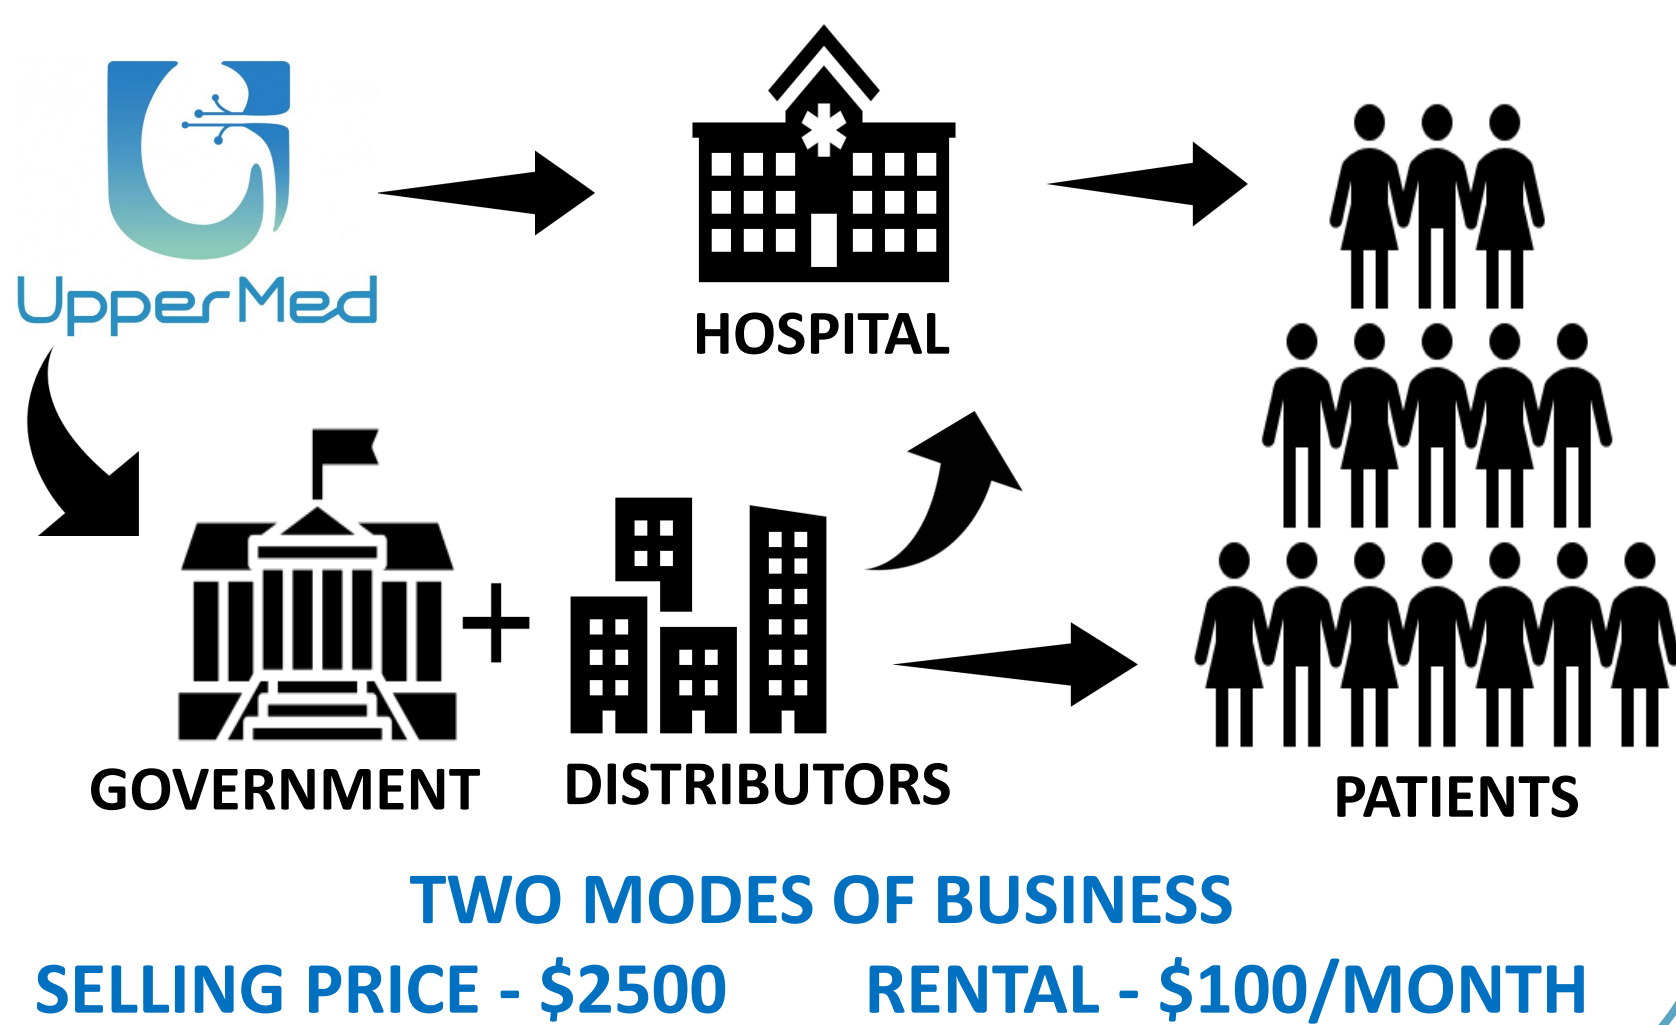 UpperMed
HOSPITAL
GOVERNMENT
DISTRIBUTORS
PATIENTS
TWO MODES OF BUSINESS
SELLING PRICE - $2500
RENTAL - $100/MONTH